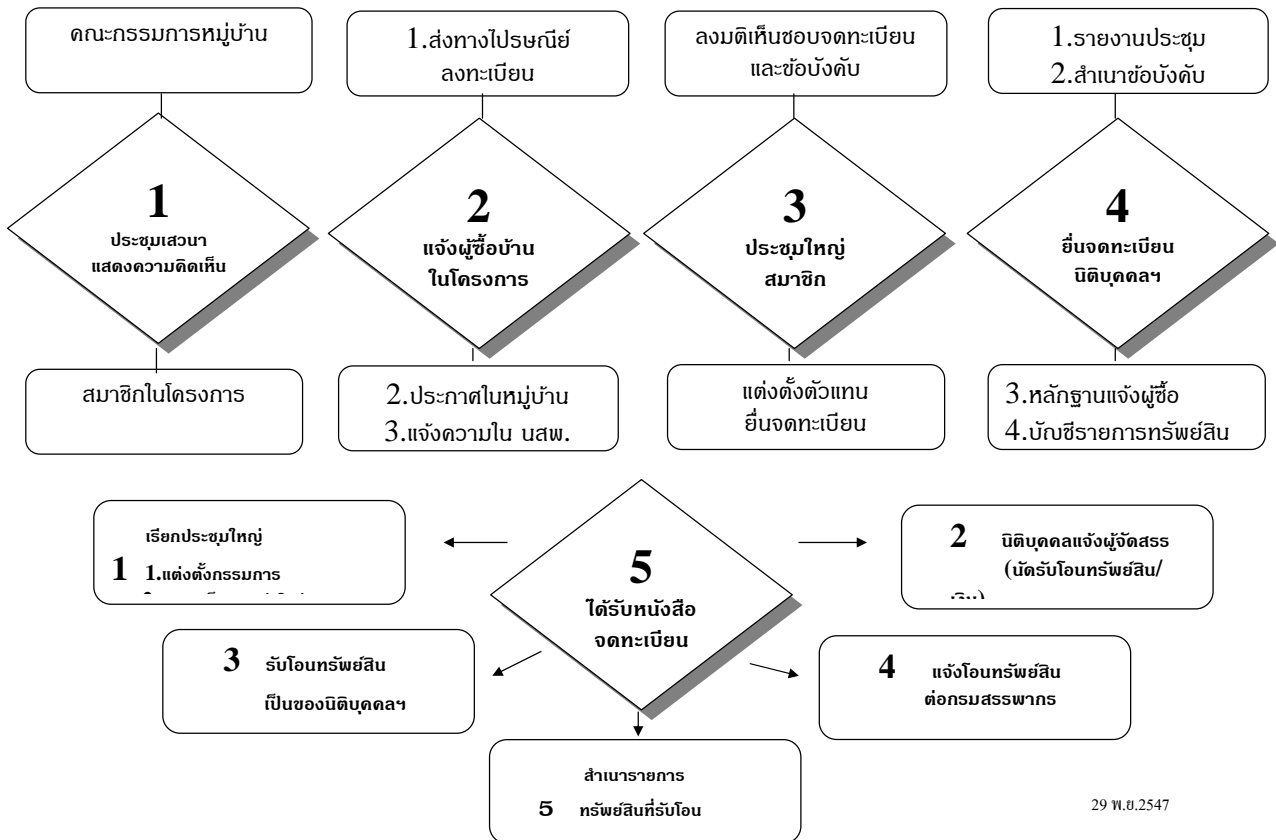 คณะกรรมการหมู่บ้าน
1.ส่งทางไปรษณีย์
ลงทะเบียน
ลงมติเห็นชอบจดทะเบียน
และข้อบังคับ
1.รายงานประชุม
2.สำเนาข้อบังคับ
1
ประชุมเสวนา
แสดงความคิดเห็น
2
แจ้งผู้ซื้อบ้าน
ในโครงการ
3
ประชุมใหญ่
สมาชิก
4
ยื่นจดทะเบียน
นิติบุคคลฯ
สมาชิกในโครงการ
2.ประกาศในหมู่บ้าน
3.แจ้งความใน นสพ.
แต่งตั้งตัวแทน
ยื่นจดทะเบียน
3.หลักฐานแจ้งผู้ซื้อ
4.บัญชีรายการทรัพย์สิน
เรียกประชุมใหญ่
1 1.แต่งตั้งกรรมการ
5
ได้รับหนังสือ
จดทะเบียน
2 นิติบุคคลแจ้งผู้จัดสรร
(นัดรับโอนทรัพย์สิน/
3 รับโอนทรัพย์สิน
เป็นของนิติบุคคลฯ
4 แจ้งโอนทรัพย์สิน
ต่อกรมสรรพากร
สำเนารายการ
5 ทรัพย์สินที่รับโอน
29 พ.ย.2547